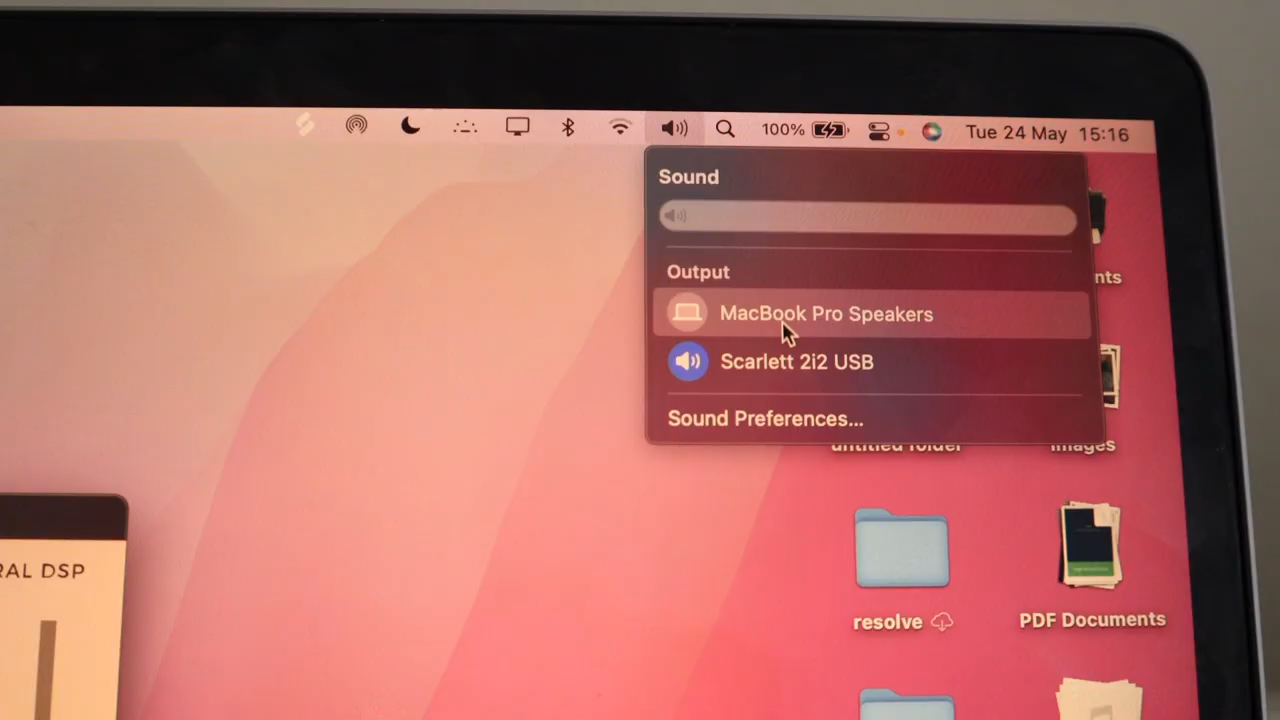 100%
Tue 24 May 15:16
Sound
Output
MacBook Pro Speakers
Scarlett 2i2 USB
Sound Preferences...
nts
untitled folder
Images
RAL DSP
resolve
PDF Documents